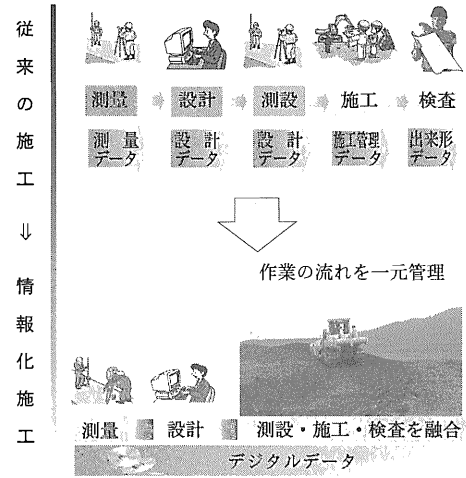 従来の施工 ⇒ 情報化施工
測量 設計 測設 施工 検査
測量データ 設計データ 設計データ 施工管理データ 出来形データ
作業の流れを一元管理
測量 設計 測設・施工・検査を融合
デジタルデータ